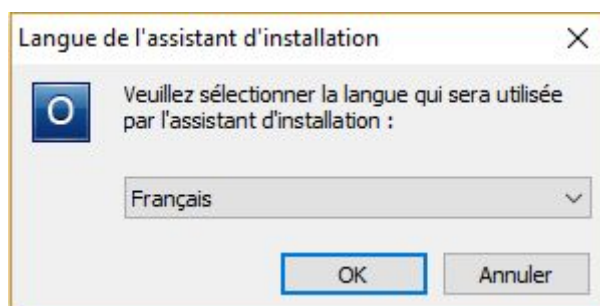 Langue de l'assistant d'installation
O
Veuillez sélectionner la langue qui sera utilisée
par l'assistant d'installation :
Français
OK Annuler